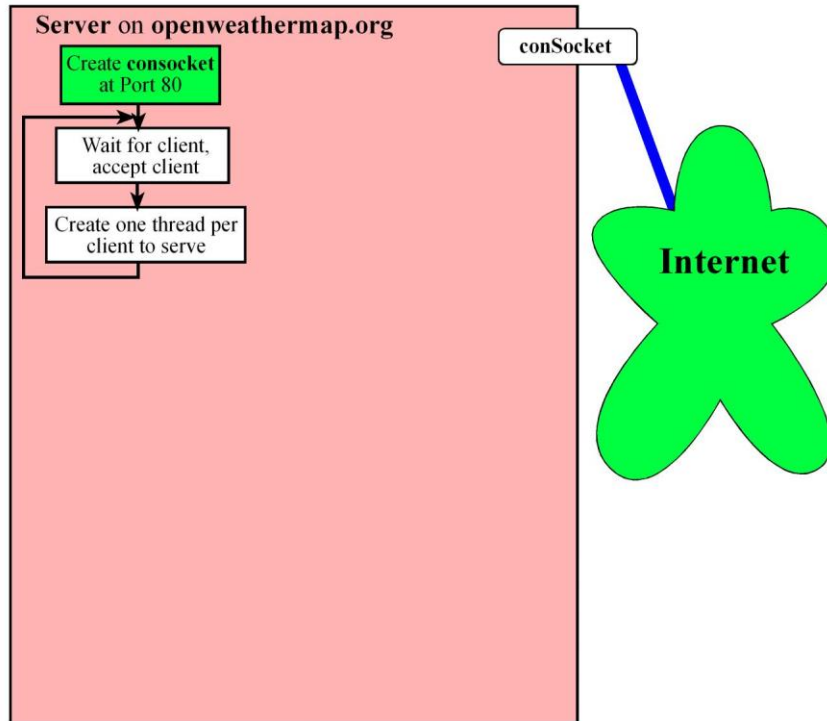 Server on openweathermap.org
conSocket
Create consocket
at Port 80
Wait for client,
accept client
Create one thread per
client to serve
Internet